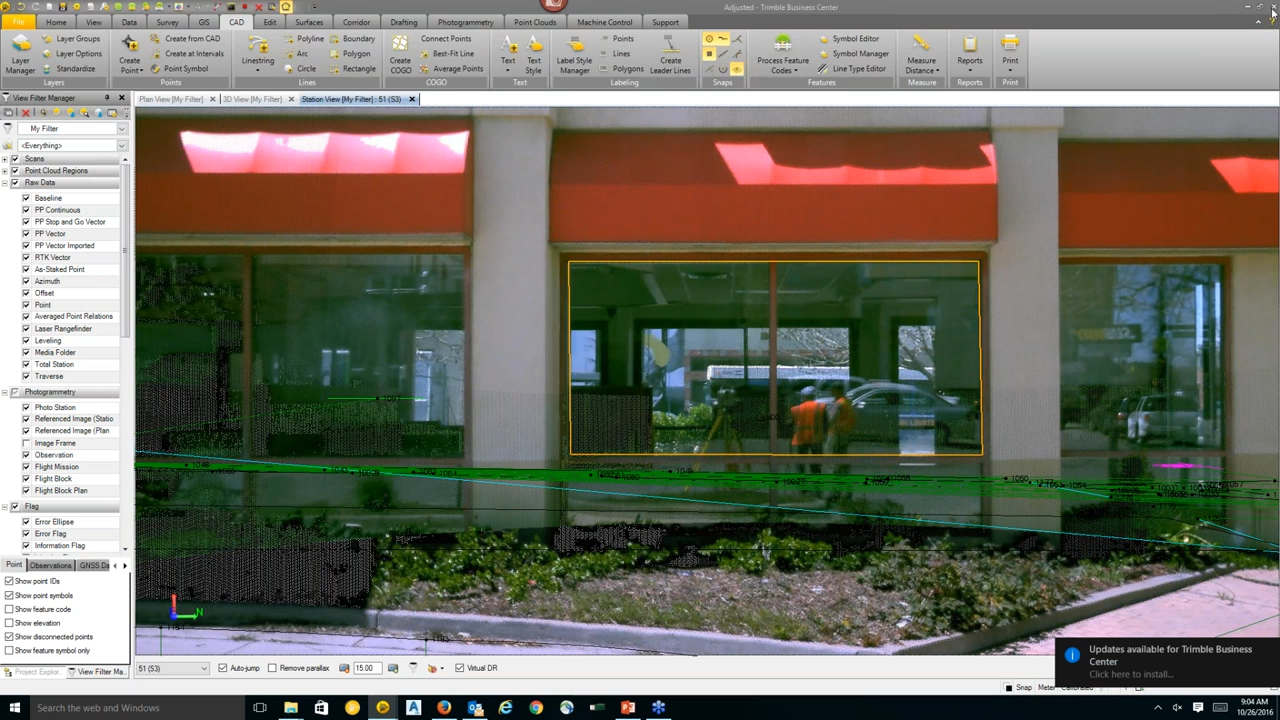 Adjusted - Trimble Business Center
File Home View Data Survey GIS CAD Edit Surfaces Corridor Drafting Photogrammetry Point Clouds Machine Control Support
Layer Manager
Layer Groups
Layer Options
Standardize
Layers
Create Point
Create from CAD
Create at Intervals
Point Symbol
Points
Linestring
Polyline
Arc
Circle
Boundary
Polygon
Rectangle
Lines
Create COGO
Connect Points
Best-Fit Line
Average Points
COGO
Text
Text Style
Text
Label Style Manager
Points
Lines
Polygons
Create Leader Lines
Labeling
Snaps
Process Feature Codes
Symbol Editor
Symbol Manager
Line Type Editor
Features
Measure Distance
Measure
Reports
Reports
Print
Print
View Filter Manager
Plan View [My Filter]
3D View [My Filter]
Station View [My Filter] : 51 (S3)
My Filter
<Everything>
Scans
Point Cloud Regions
Raw Data
Baseline
PP Continuous
PP Stop and Go Vector
PP Vector
PP Vector Imported
RTK Vector
As-Staked Point
Azimuth
Offset
Point
Averaged Point Relations
Laser Rangefinder
Leveling
Media Folder
Total Station
Traverse
Photogrammetry
Photo Station
Referenced Image (Statio
Referenced Image (Plan
Image Frame
Observation
Flight Mission
Flight Block
Flight Block Plan
Flag
Error Ellipse
Error Flag
Information Flag
Point Observations GNSS Da
Show point IDs
Show point symbols
Show feature code
Show elevation
Show disconnected points
Show feature symbol only
Project Explor...
View Filter Ma...
N
51 (S3)
Auto-jump
Remove parallax
15.00
Virtual DR
Updates available for Trimble Business Center
Click here to install...
Snap Meter
Search the web and Windows
9:04 AM
10/26/2016